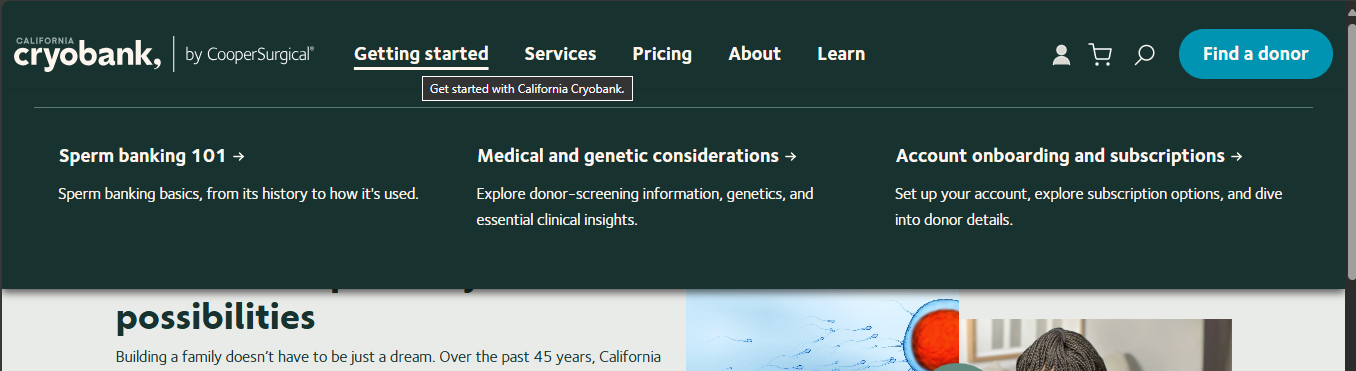 CALIFORNIA
cryobank, by CooperSurgical®
Getting started Services Pricing About Learn Find a donor
Get started with California Cryobank.
Sperm banking 101 →
Sperm banking basics, from its history to how it's used.
Medical and genetic considerations →
Explore donor-screening information, genetics, and
essential clinical insights.
Account onboarding and subscriptions →
Set up your account, explore subscription options, and dive
into donor details.
possibilities
Building a family doesn't have to be just a dream. Over the past 45 years, California